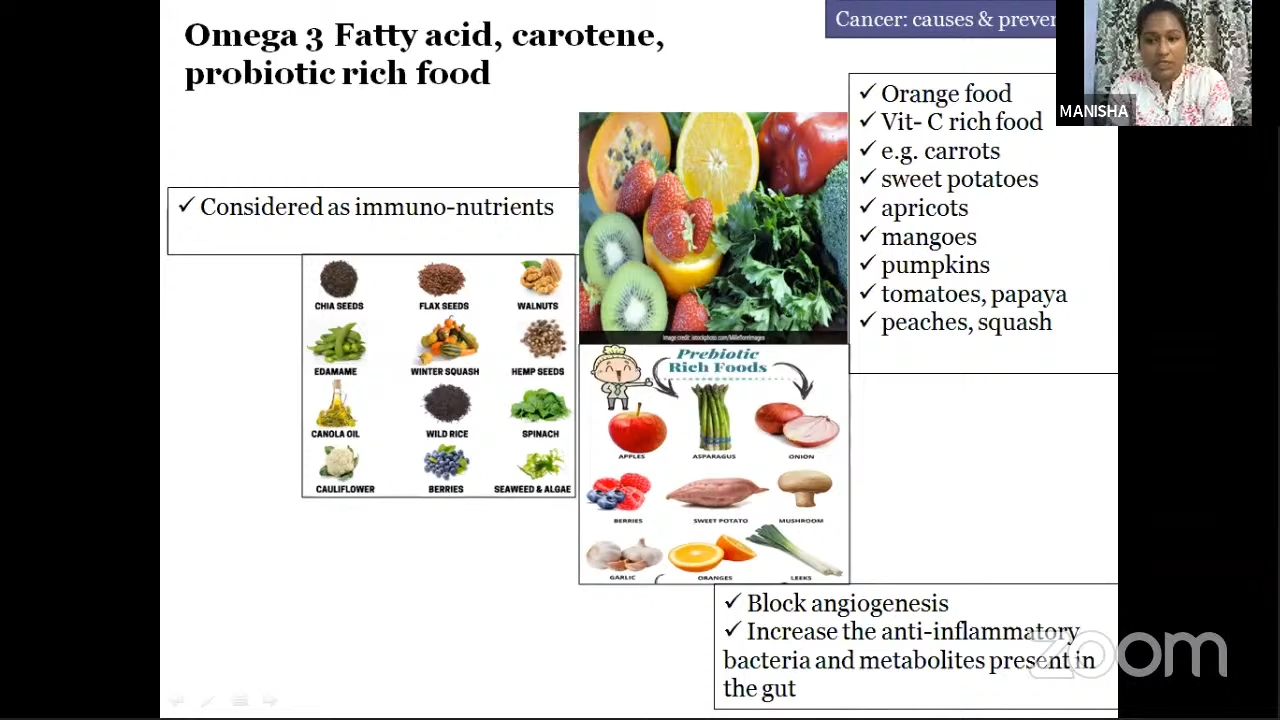 Omega 3 Fatty acid, carotene,
probiotic rich food
Cancer: causes &
MANISHA
✓ Orange food
✓ Vit- C rich food
✓ e.g. carrots
✓ sweet potatoes
✓ apricots
✓ mangoes
✓ pumpkins
✓ tomatoes, papaya
✓ peaches, squash
✓ Considered as immuno-nutrients
CHIA SEEDS FLAX SEEDS WALNUTS
EDAMAME WINTER SQUASH HEMP SEEDS
CANOLA OIL WILD RICE SPINACH
CAULIFLOWER BERRIES SEAWEED & ALGAE
Prebiotic
Rich Foods
APPLES ASPARAGUS ONION
BERRIES SWEET POTATO MUSHROOM
GARLIC ORANGES LEEKS
✓ Block angiogenesis
✓ Increase the anti-inflammatory
bacteria and metabolites present in
the gut
zoom